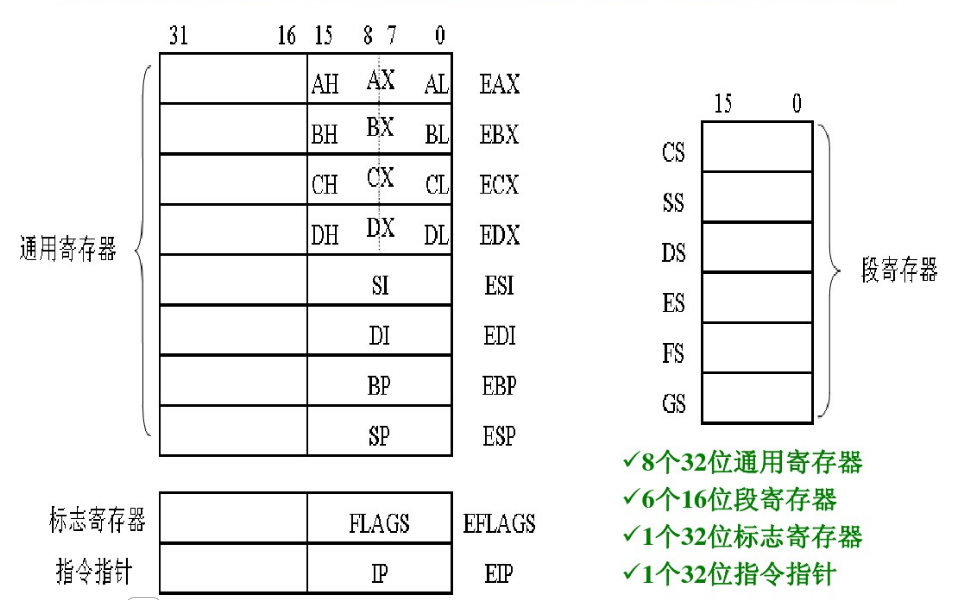 31 16 15 8 7 0
AH AX AL EAX
BH BX BL EBX
CH CX CL ECX
DH DX DL EDX
通用寄存器
SI ESI
DI EDI
BP EBP
SP ESP
标志寄存器 FLAGS EFLAGS
指令指针 IP EIP
15 0
CS
SS
DS
ES
FS
GS
段寄存器
✓8个32位通用寄存器
✓6个16位段寄存器
✓1个32位标志寄存器
✓1个32位指令指针